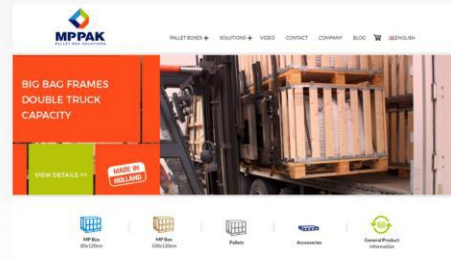 MPPAK
PALLET BOX SOLUTIONS
PALLET BOXES + SOLUTIONS + VIDEO CONTACT COMPANY BLOG ENGLISH
BIG BAG FRAMES
DOUBLE TRUCK
CAPACITY
VIEW DETAILS >>
MADE IN
HOLLAND
MP Box
80x120cm
MP Box
100x120cm
Pallets
Accessories
General Product
Information